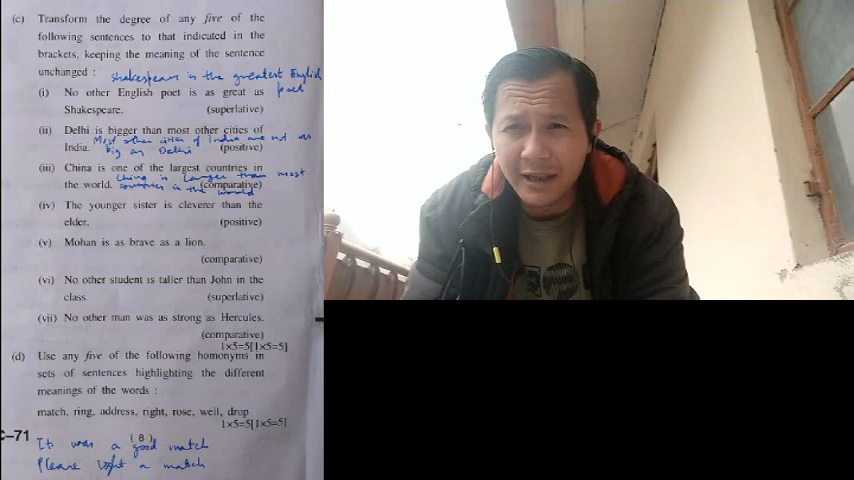 (c) Transform the degree of any five of the
following sentences to that indicated in the
brackets, keeping the meaning of the sentence
unchanged :
Shakespeare is the greatest English
poet
(i) No other English poet is as great as
Shakespeare. (superlative)
(ii) Delhi is bigger than most other cities of
Most other cities of India are not as
India. (positive)
big as Delhi
(iii) China is one of the largest countries in
China is larger than most
the world. (comparative)
countries in the world
(iv) The younger sister is cleverer than the
elder. (positive)
(v) Mohan is as brave as a lion.
(comparative)
(vi) No other student is taller than John in the
class. (superlative)
(vii) No other man was as strong as Hercules.
(comparative)
1×5=5[1×5=5]
(d) Use any five of the following homonyms in
sets of sentences highlighting the different
meanings of the words :
match, ring, address, right, rose, well, drop
1×5=5[1×5=5]
C-71
( 8 )
It was a good match
Please light a match